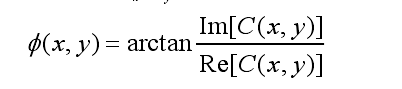 ϕ(x, y) = arctan Im[C(x, y)] / Re[C(x, y)]